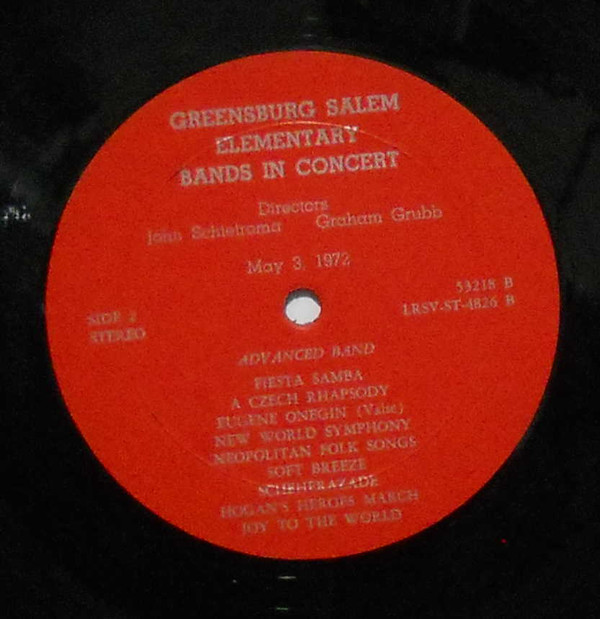 GREENSBURG SALEM
ELEMENTARY
BANDS IN CONCERT
Directors
John Schietroma Graham Grubb
May 3, 1972
53218 B
LRSV-ST-4826 B
SIDE 2
STEREO
ADVANCED BAND
FIESTA SAMBA
A CZECH RHAPSODY
EUGENE ONEGIN (Valse)
NEW WORLD SYMPHONY
NEOPOLITAN FOLK SONGS
SOFT BREEZE
SCHEHERAZADE
HOGAN'S HEROES MARCH
JOY TO THE WORLD